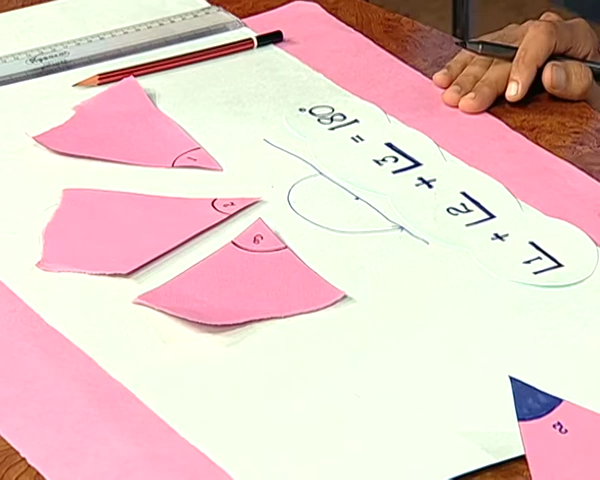 ∠1 + ∠2 + ∠3 = 180°
1
2
3
2